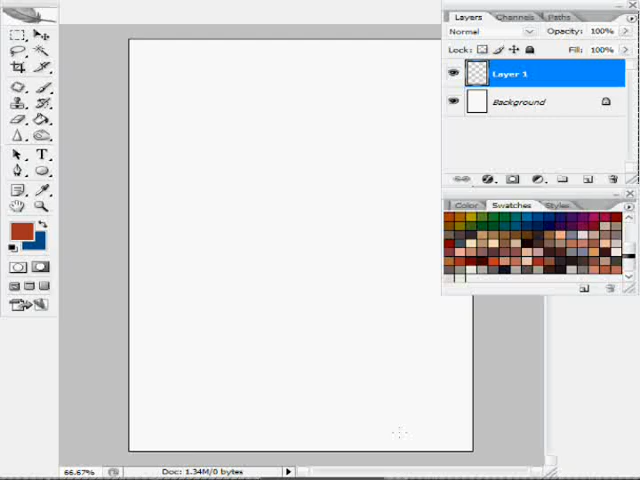 Layers Channels Paths
Normal Opacity: 100%
Lock: Fill: 100%
Layer 1
Background
Color Swatches Styles
T
66.67% Doc: 1.34M/0 bytes